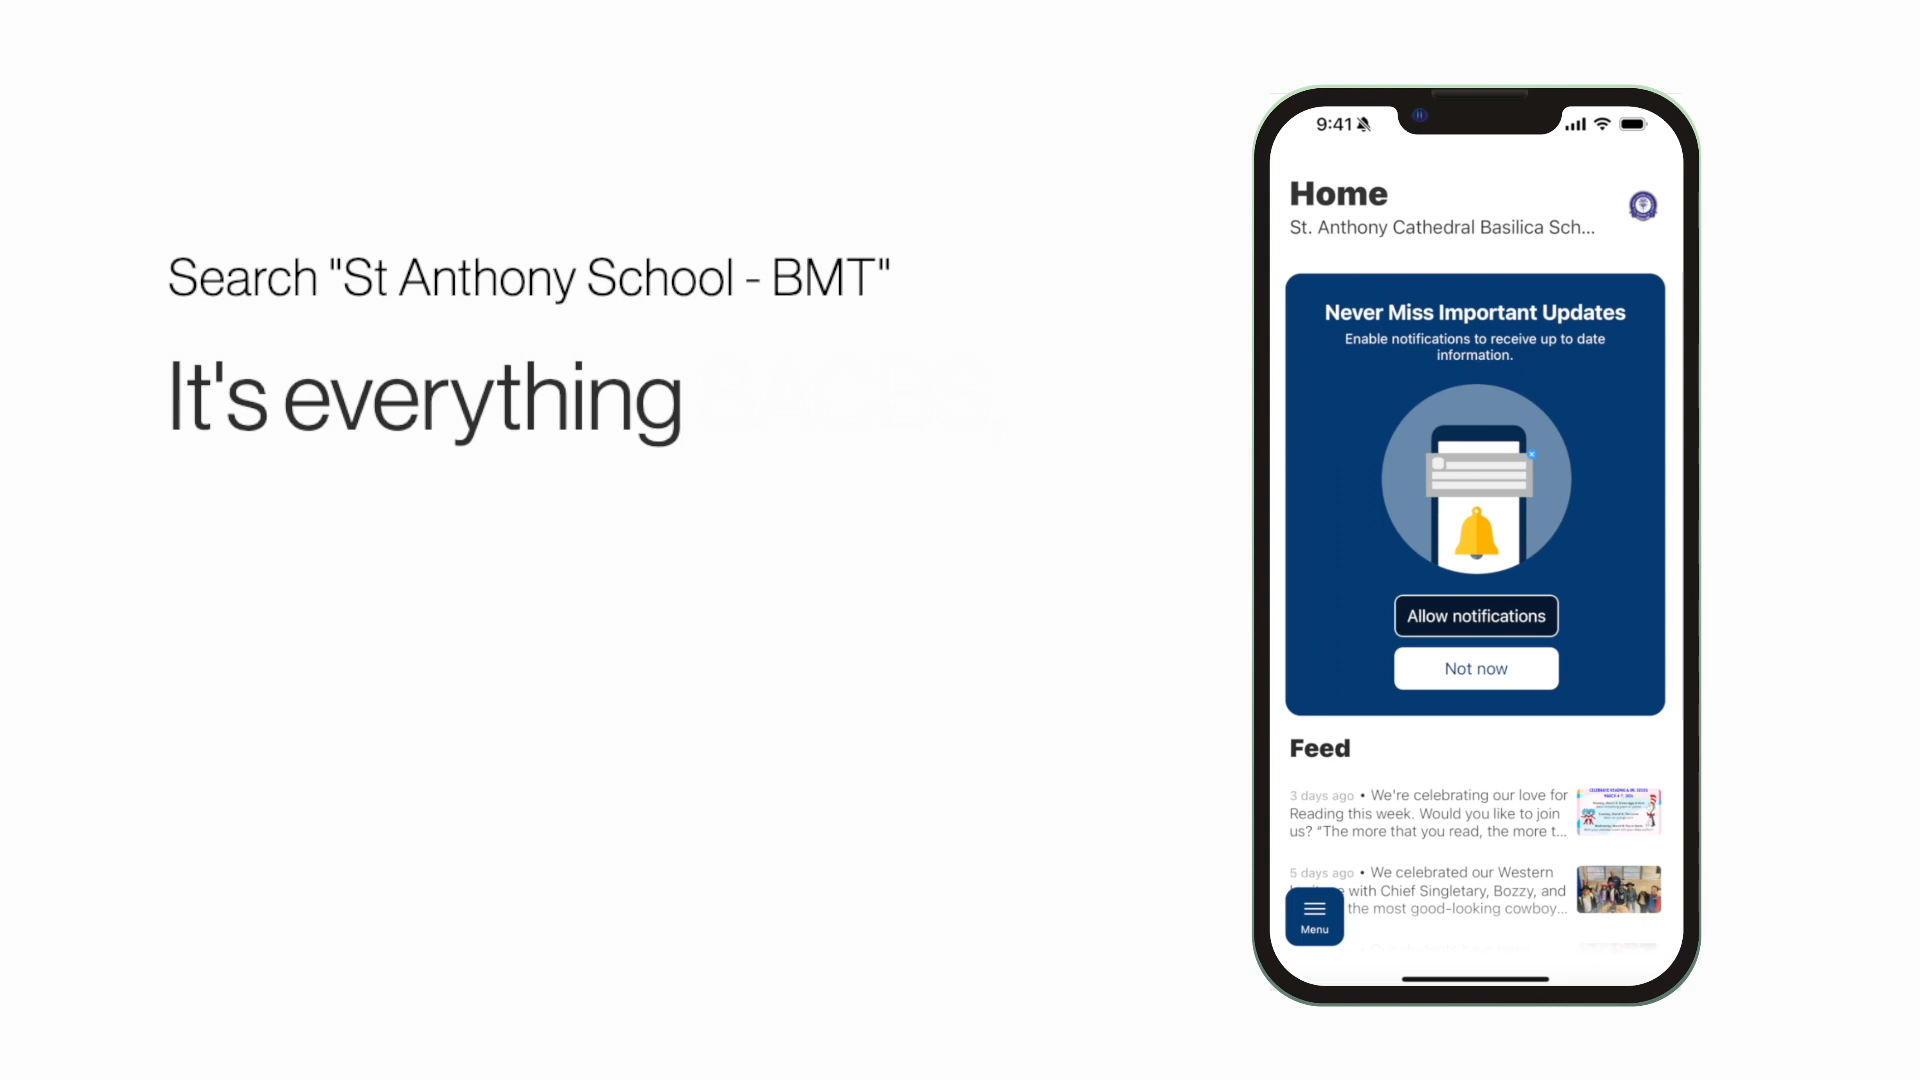 Search "St Anthony School - BMT"
It's everything
9:41
Home
St. Anthony Cathedral Basilica Sch...
Never Miss Important Updates
Enable notifications to receive up to date
information.
Allow notifications
Not now
Feed
3 days ago • We're celebrating our love for
Reading this week. Would you like to join
us? “The more that you read, the more t...
5 days ago • We celebrated our Western
with Chief Singletary, Bozzy, and
the most good-looking cowboy...
Menu